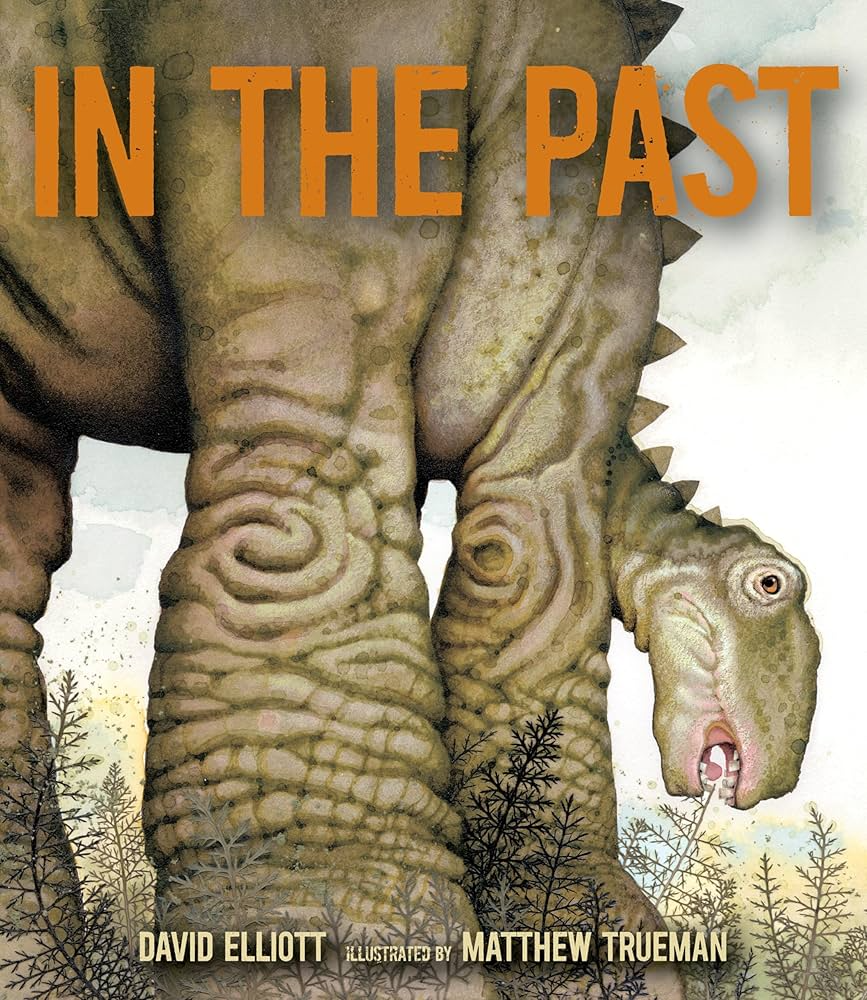 IN THE PAST
DAVID ELLIOTT ILLUSTRATED BY MATTHEW TRUEMAN